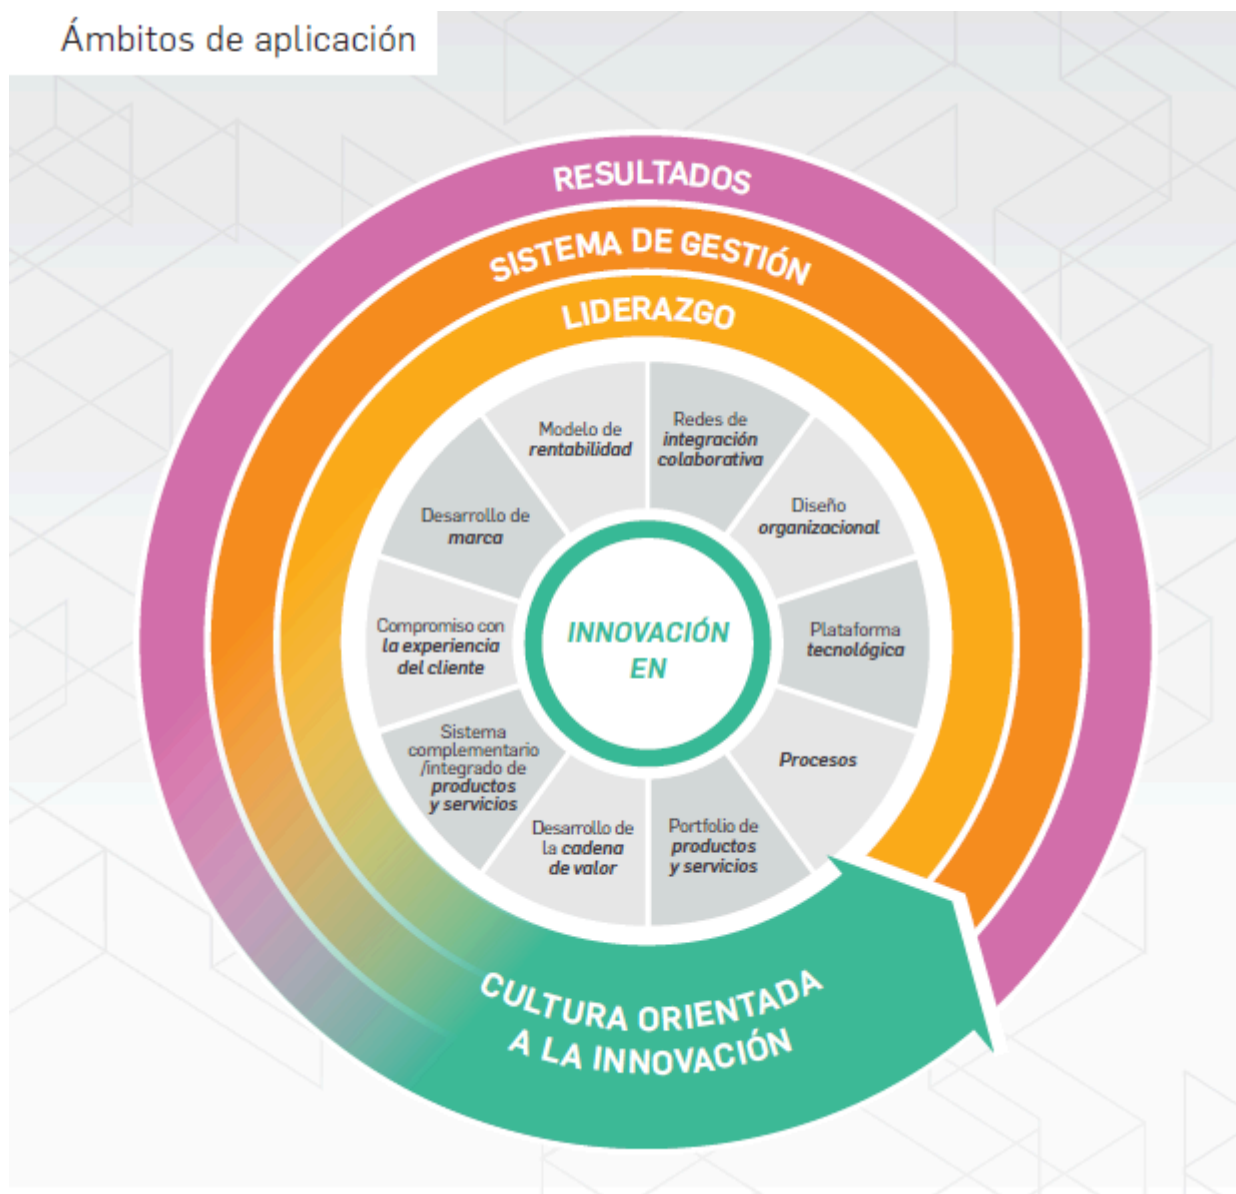 Ámbitos de aplicación
RESULTADOS
SISTEMA DE GESTIÓN
LIDERAZGO
Modelo de
rentabilidad
Redes de
integración
colaborativa
Diseño
organizacional
Plataforma
tecnológica
Procesos
Portfolio de
productos
y servicios
Desarrollo de
la cadena
de valor
Sistema
complementario
/integrado de
productos
y servicios
Compromiso con
la experiencia
del cliente
Desarrollo de
marca
INNOVACIÓN
EN
CULTURA ORIENTADA
A LA INNOVACIÓN